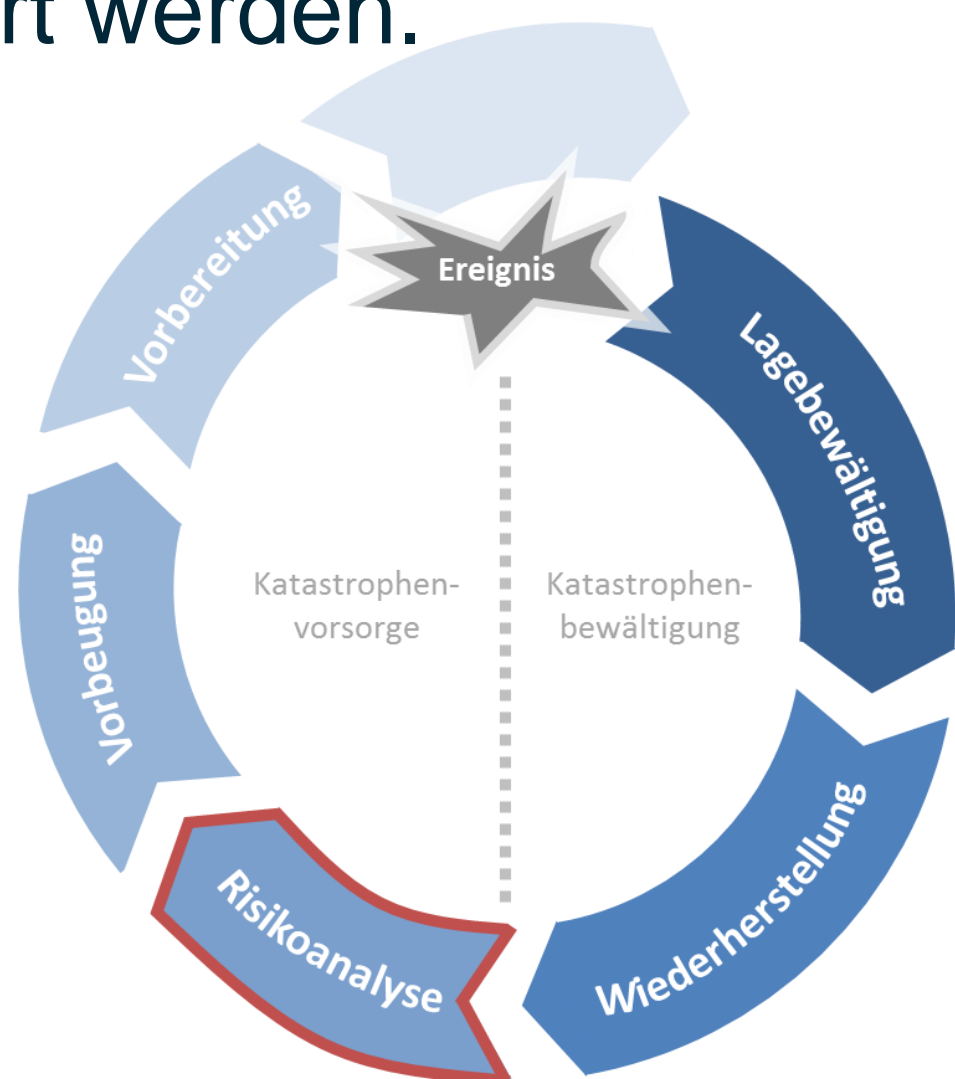 rt werden.
Vorbereitung
Ereignis
Lagebewältigung
Vorbeugung
Katastrophen-
vorsorge
Katastrophen-
bewältigung
Risikoanalyse
Wiederherstellung